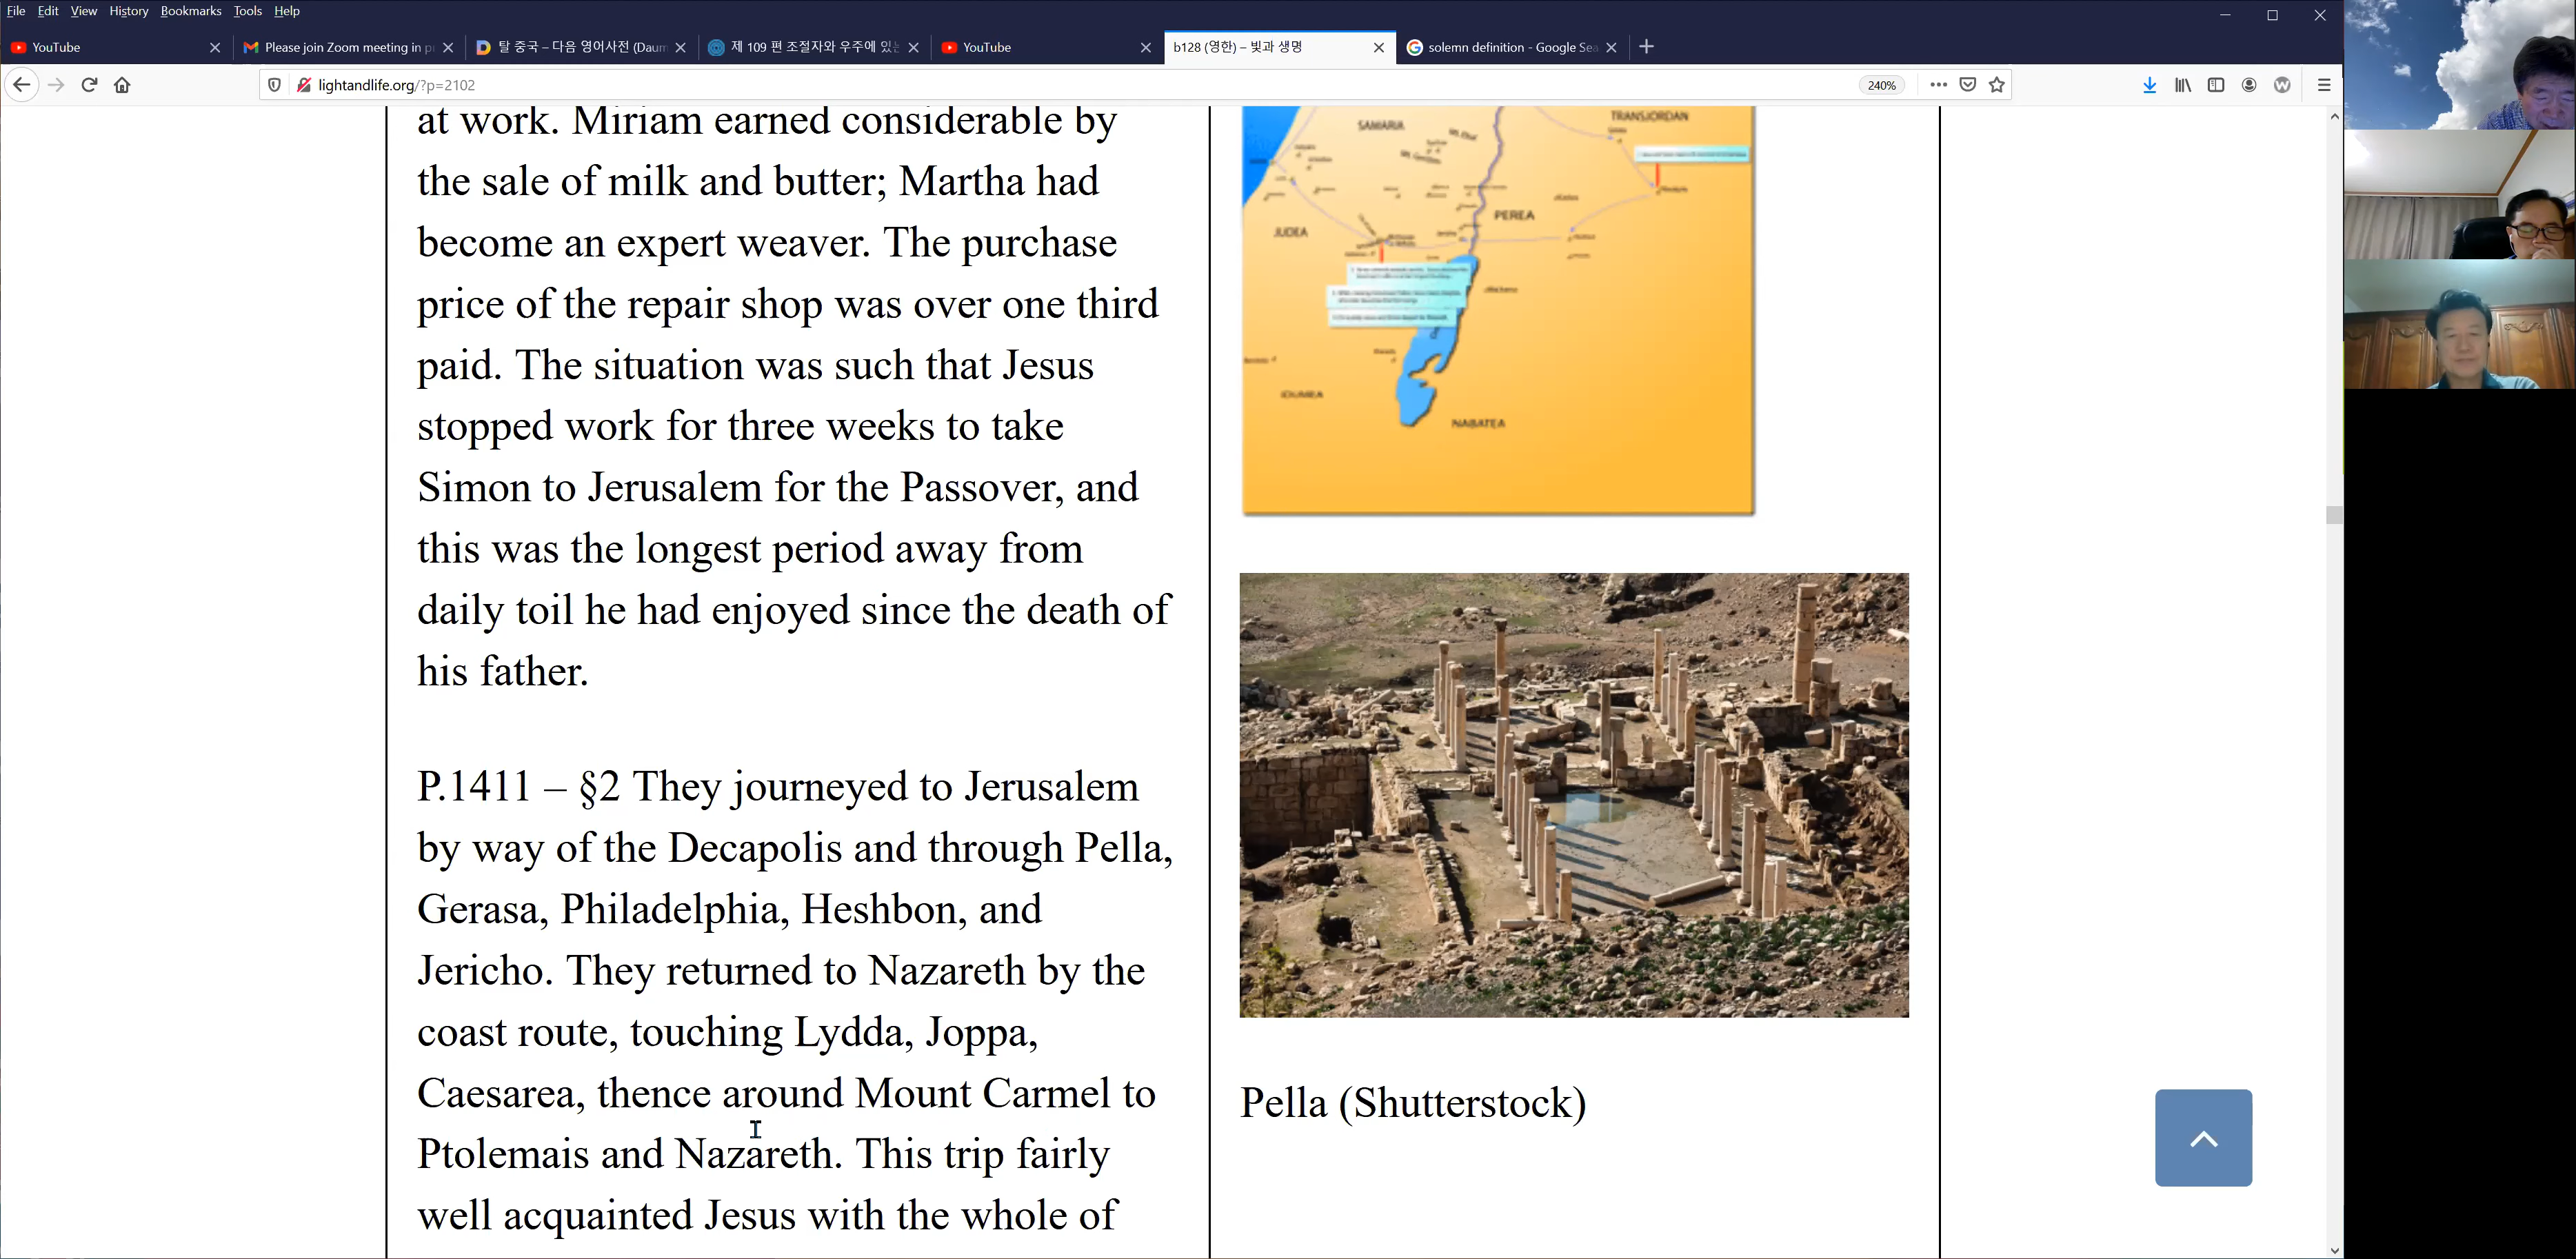 File Edit View History Bookmarks Tools Help
YouTube
Please join Zoom meeting in p
탈 중국 – 다음 영어사전 (Daum
제 109 편 조절자와 우주에 있는
YouTube
b128 (영한) – 빛과 생명
solemn definition - Google Sea
lightandlife.org/?p=2102
240%
at work. Miriam earned considerable by
the sale of milk and butter; Martha had
become an expert weaver. The purchase
price of the repair shop was over one third
paid. The situation was such that Jesus
stopped work for three weeks to take
Simon to Jerusalem for the Passover, and
this was the longest period away from
daily toil he had enjoyed since the death of
his father.
P.1411 – §2 They journeyed to Jerusalem
by way of the Decapolis and through Pella,
Gerasa, Philadelphia, Heshbon, and
Jericho. They returned to Nazareth by the
coast route, touching Lydda, Joppa,
Caesarea, thence around Mount Carmel to
Ptolemais and Nazareth. This trip fairly
well acquainted Jesus with the whole of
SAMARIA
TRANSJORDAN
PEREA
JUDEA
IDUMEA
NABATEA
Pella (Shutterstock)